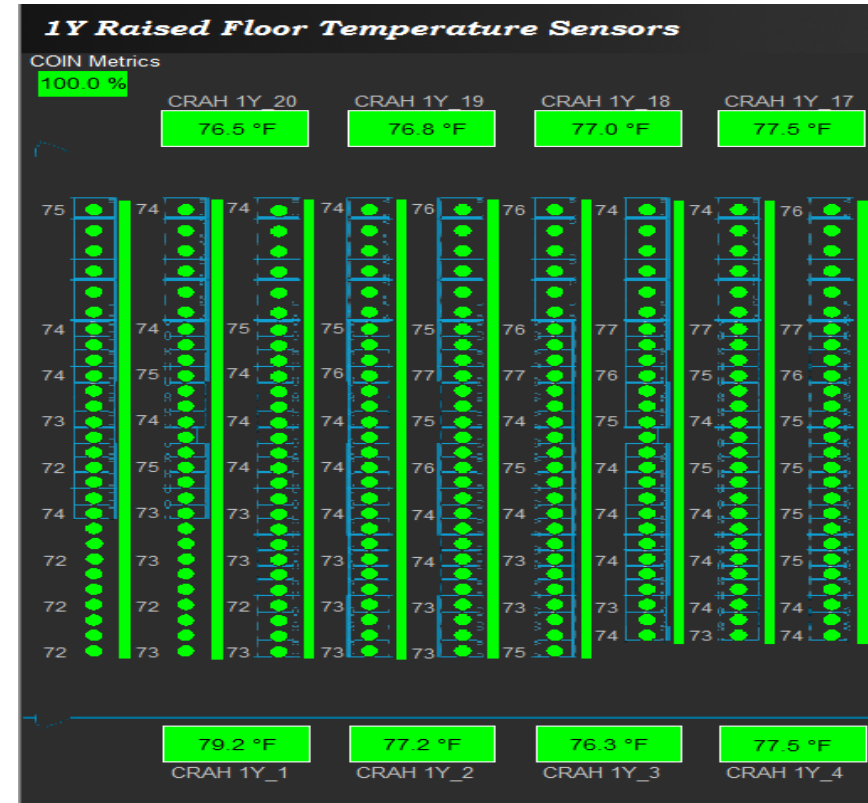 1Y Raised Floor Temperature Sensors
COIN Metrics
100.0 %
CRAH 1Y_20 CRAH 1Y_19 CRAH 1Y_18 CRAH 1Y_17
76.5 °F 76.8 °F 77.0 °F 77.5 °F
75 74 74 74 76 76 74 74 76
74 74 75 75 75 76 77 77 77
74 75 74 76 77 77 76 75 76
73 74 74 74 75 74 75 74 75
72 75 74 74 76 75 74 75 75
74 73 73 74 74 74 74 74 75
72 73 73 73 74 73 74 74 75
72 72 72 73 73 73 73 74 74
72 73 73 73 73 75 74 73 74
79.2 °F 77.2 °F 76.3 °F 77.5 °F
CRAH 1Y_1 CRAH 1Y_2 CRAH 1Y_3 CRAH 1Y_4